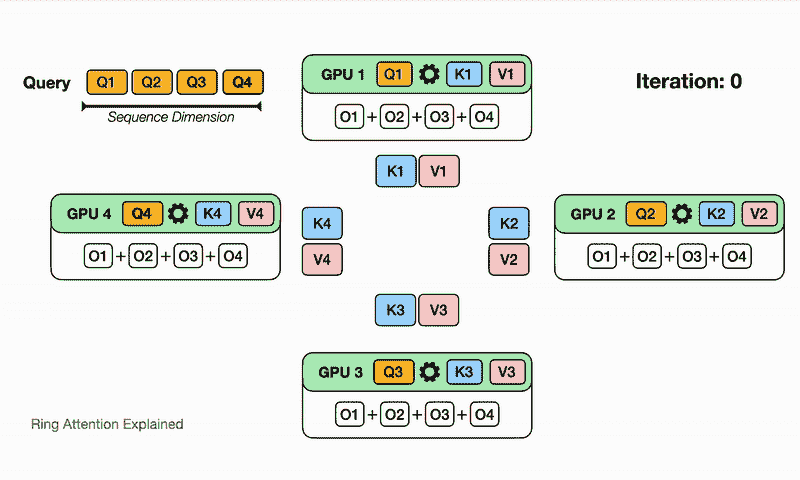 Query Q1 Q2 Q3 Q4
Sequence Dimension
GPU 1 Q1 K1 V1
O1 + O2 + O3 + O4
Iteration: 0
K1 V1
GPU 4 Q4 K4 V4
O1 + O2 + O3 + O4
K4
V4
K2
V2
GPU 2 Q2 K2 V2
O1 + O2 + O3 + O4
K3 V3
GPU 3 Q3 K3 V3
O1 + O2 + O3 + O4
Ring Attention Explained